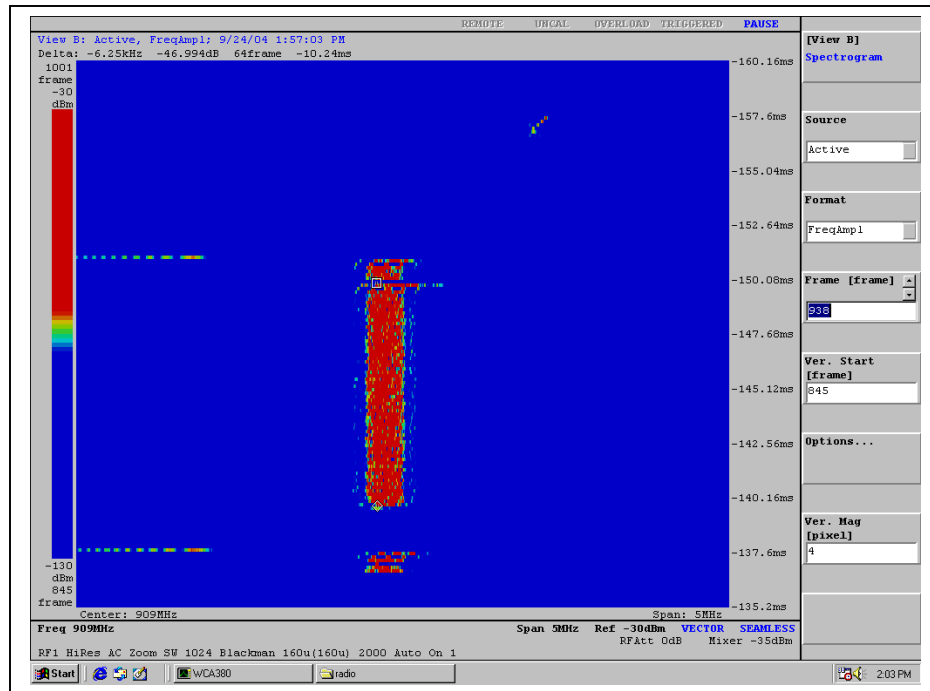 REMOTE UNCAL OVERLOAD TRIGGERED PAUSE
View B: Active, FreqAmpl; 9/24/04 1:57:03 PM
Delta: -6.25kHz -46.994dB 64frame -10.24ms
1001
frame
-30
dBm
-130
dBm
845
frame
-160.16ms
-157.6ms
-155.04ms
-152.64ms
-150.08ms
-147.68ms
-145.12ms
-142.56ms
-140.16ms
-137.6ms
-135.2ms
Center: 909MHz Span: 5MHz
Freq 909MHz Span 5MHz Ref -30dBm VECTOR SEAMLESS
RFAtt 0dB Mixer -35dBm
RF1 HiRes AC Zoom SW 1024 Blackman 160u(160u) 2000 Auto On 1
[View B]
Spectrogram
Source
Active
Format
FreqAmpl
Frame [frame]
938
Ver. Start
[frame]
845
Options...
Ver. Mag
[pixel]
4
Start WCA380 radio 2:03 PM